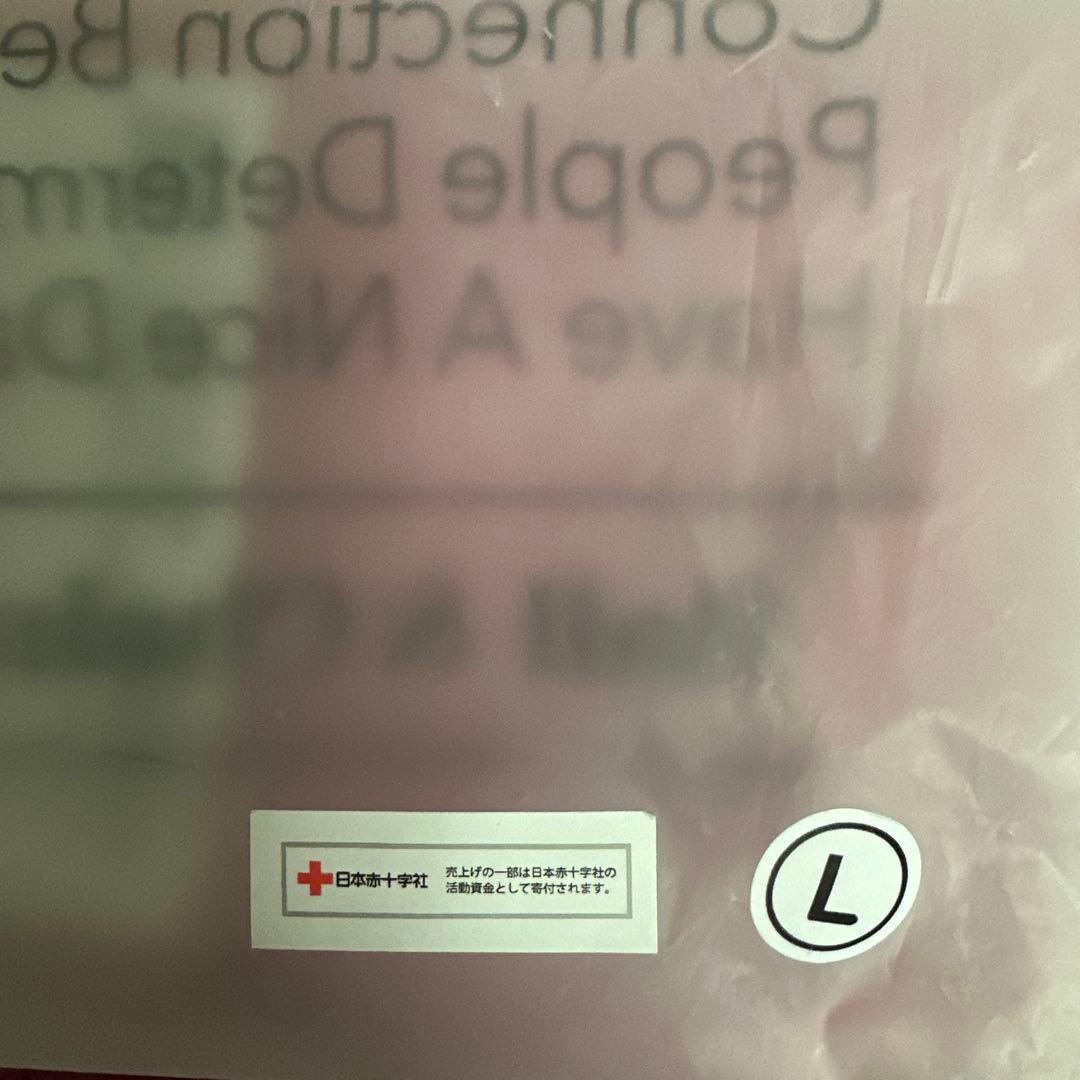 Connection Be
People Determ
Have A Nice Da
日本赤十字社
売上げの一部は日本赤十字社の
活動資金として寄付されます。
L